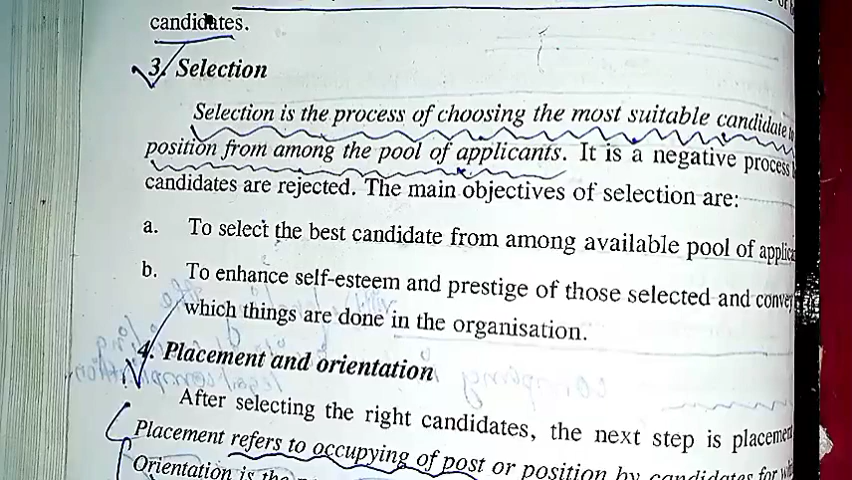 candidates.
3. Selection
Selection is the process of choosing the most suitable candidate
position from among the pool of applicants. It is a negative process
candidates are rejected. The main objectives of selection are:
a. To select the best candidate from among available pool of
b. To enhance self-esteem and prestige of those selected and
which things are done in the organisation.
4. Placement and orientation
After selecting the right candidates, the next step is
Placement refers to occupying of post or position by candidates for
Orientation is the